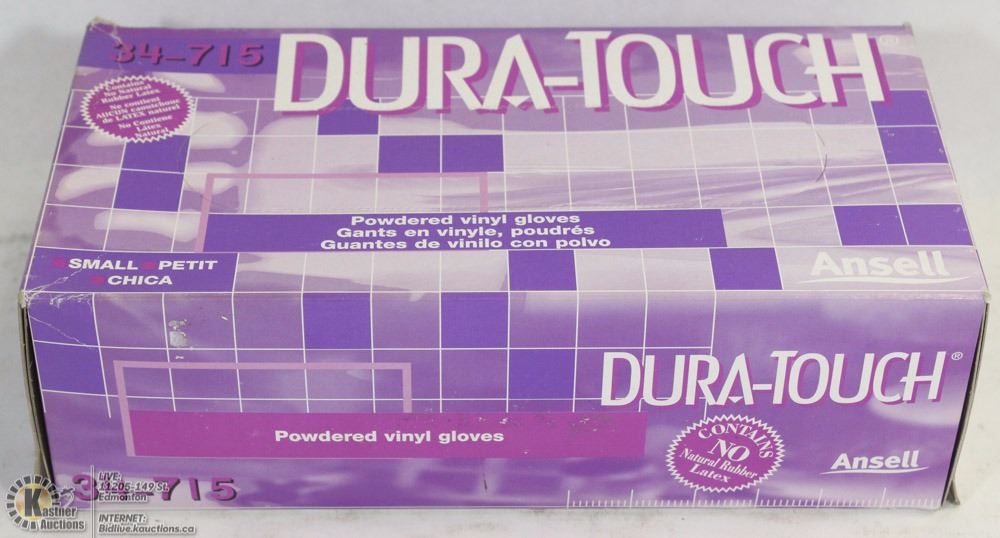 34-715
DURA-TOUCH®
Contains
No Natural
Rubber Latex
Ne contient
AUCUN caoutchouc
de LATEX naturel
No Contiene
Látex
Natural
Powdered vinyl gloves
Gants en vinyle, poudrés
Guantes de vinilo con polvo
SMALL PETIT
CHICA
Ansell
DURA-TOUCH®
Powdered vinyl gloves
CONTAINS
NO
Natural Rubber
Latex
Ansell
34-715
LIVE:
11205-149 St.
Edmonton
Kastner
Auctions
INTERNET:
Bidlive.kauctions.ca